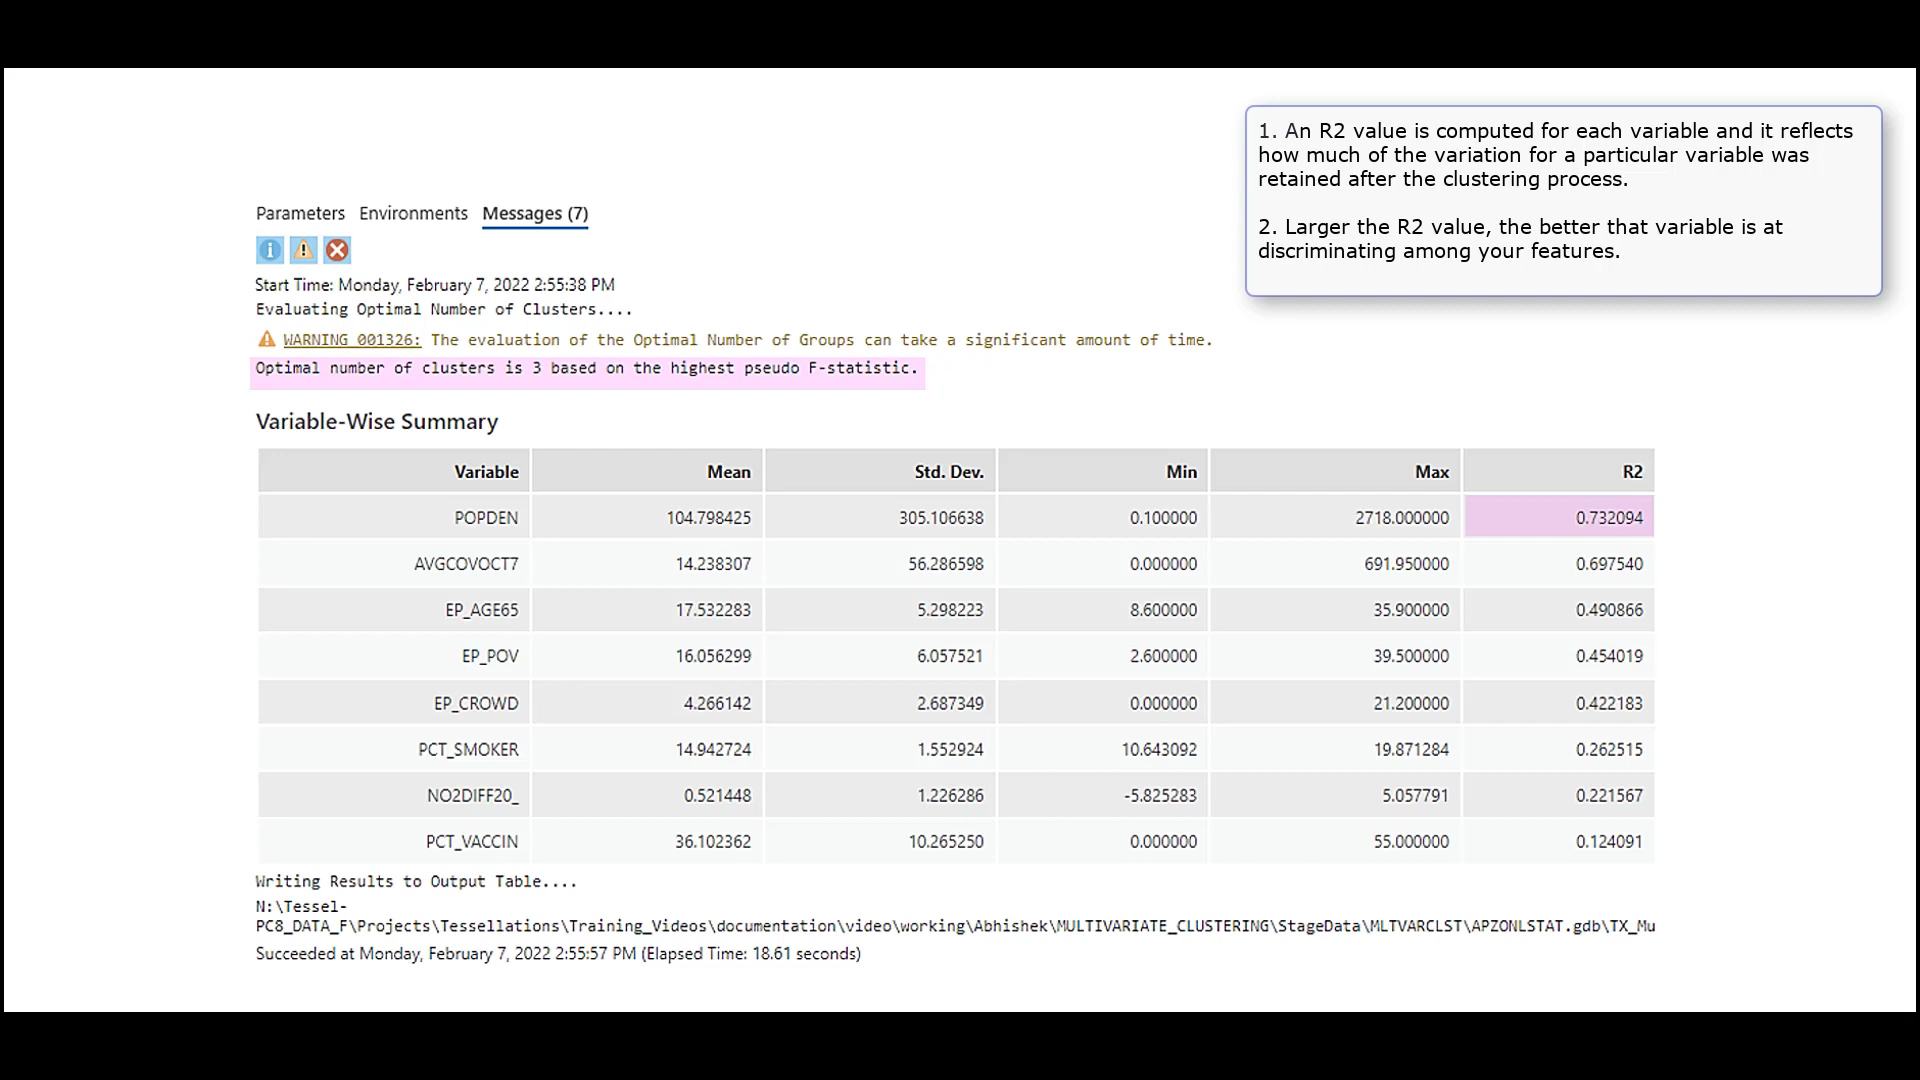 1. An R2 value is computed for each variable and it reflects
how much of the variation for a particular variable was
retained after the clustering process.
2. Larger the R2 value, the better that variable is at
discriminating among your features.
Parameters Environments Messages (7)
Start Time: Monday, February 7, 2022 2:55:38 PM
Evaluating Optimal Number of Clusters....
WARNING 001326: The evaluation of the Optimal Number of Groups can take a significant amount of time.
Optimal number of clusters is 3 based on the highest pseudo F-statistic.
Variable-Wise Summary
Variable Mean Std. Dev. Min Max R2
POPDEN 104.798425 305.106638 0.100000 2718.000000 0.732094
AVGCOVOCT7 14.238307 56.286598 0.000000 691.950000 0.697540
EP_AGE65 17.532283 5.298223 8.600000 35.900000 0.490866
EP_POV 16.056299 6.057521 2.600000 39.500000 0.454019
EP_CROWD 4.266142 2.687349 0.000000 21.200000 0.422183
PCT_SMOKER 14.942724 1.552924 10.643092 19.871284 0.262515
NO2DIFF20_ 0.521448 1.226286 -5.825283 5.057791 0.221567
PCT_VACCIN 36.102362 10.265250 0.000000 55.000000 0.124091
Writing Results to Output Table....
N:\Tessel-
PC8_DATA_F\Projects\Tessellations\Training_Videos\documentation\video\working\Abhishek\MULTIVARIATE_CLUSTERING\StageData\MLTVARCLST\APZONLSTAT.gdb\TX_Mu
Succeeded at Monday, February 7, 2022 2:55:57 PM (Elapsed Time: 18.61 seconds)